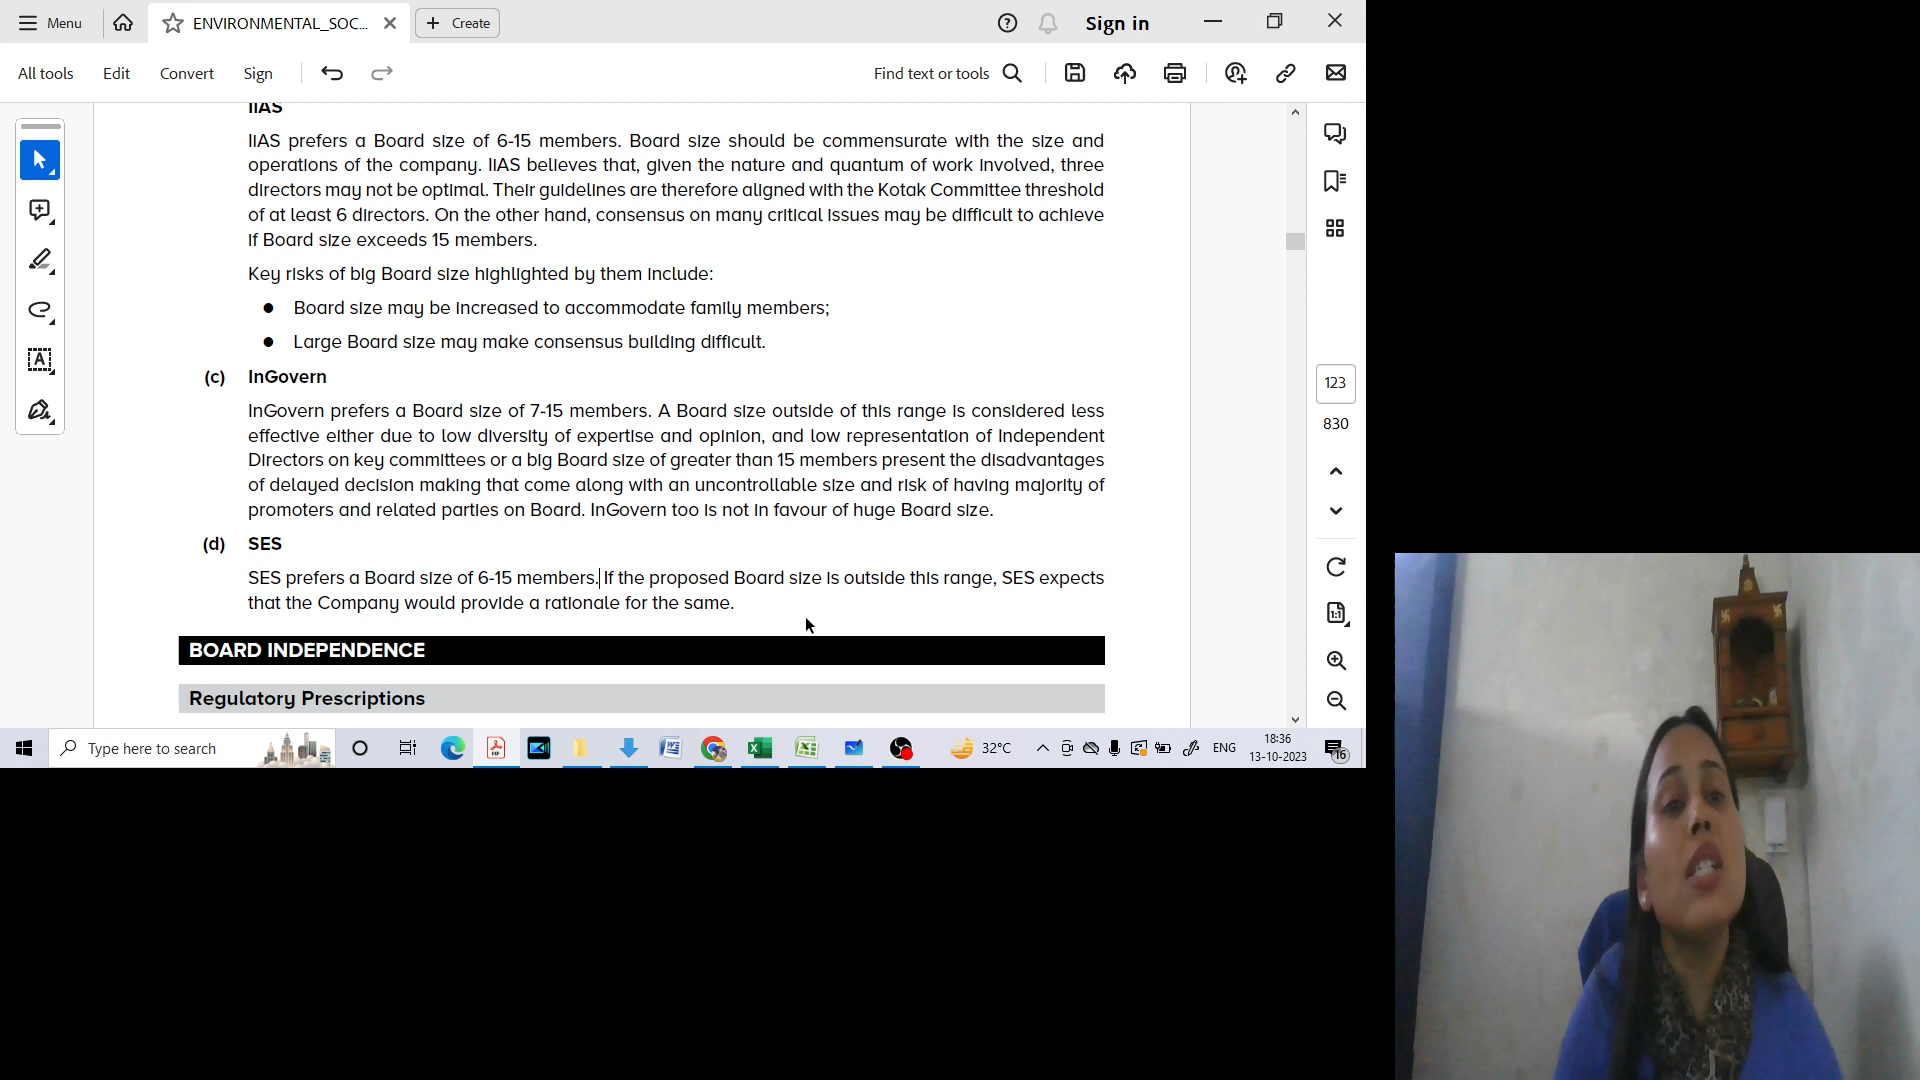 Menu
ENVIRONMENTAL_SOC...
Create
Sign in
All tools
Edit
Convert
Sign
Find text or tools
IiAS
IiAS prefers a Board size of 6-15 members. Board size should be commensurate with the size and
operations of the company. IiAS believes that, given the nature and quantum of work involved, three
directors may not be optimal. Their guidelines are therefore aligned with the Kotak Committee threshold
of at least 6 directors. On the other hand, consensus on many critical issues may be difficult to achieve
if Board size exceeds 15 members.
Key risks of big Board size highlighted by them include:
● Board size may be increased to accommodate family members;
● Large Board size may make consensus building difficult.
(c) InGovern
InGovern prefers a Board size of 7-15 members. A Board size outside of this range is considered less
effective either due to low diversity of expertise and opinion, and low representation of Independent
Directors on key committees or a big Board size of greater than 15 members present the disadvantages
of delayed decision making that come along with an uncontrollable size and risk of having majority of
promoters and related parties on Board. InGovern too is not in favour of huge Board size.
(d) SES
SES prefers a Board size of 6-15 members. If the proposed Board size is outside this range, SES expects
that the Company would provide a rationale for the same.
BOARD INDEPENDENCE
Regulatory Prescriptions
123
830
1:1
Type here to search
32°C
ENG
18:36
13-10-2023
16